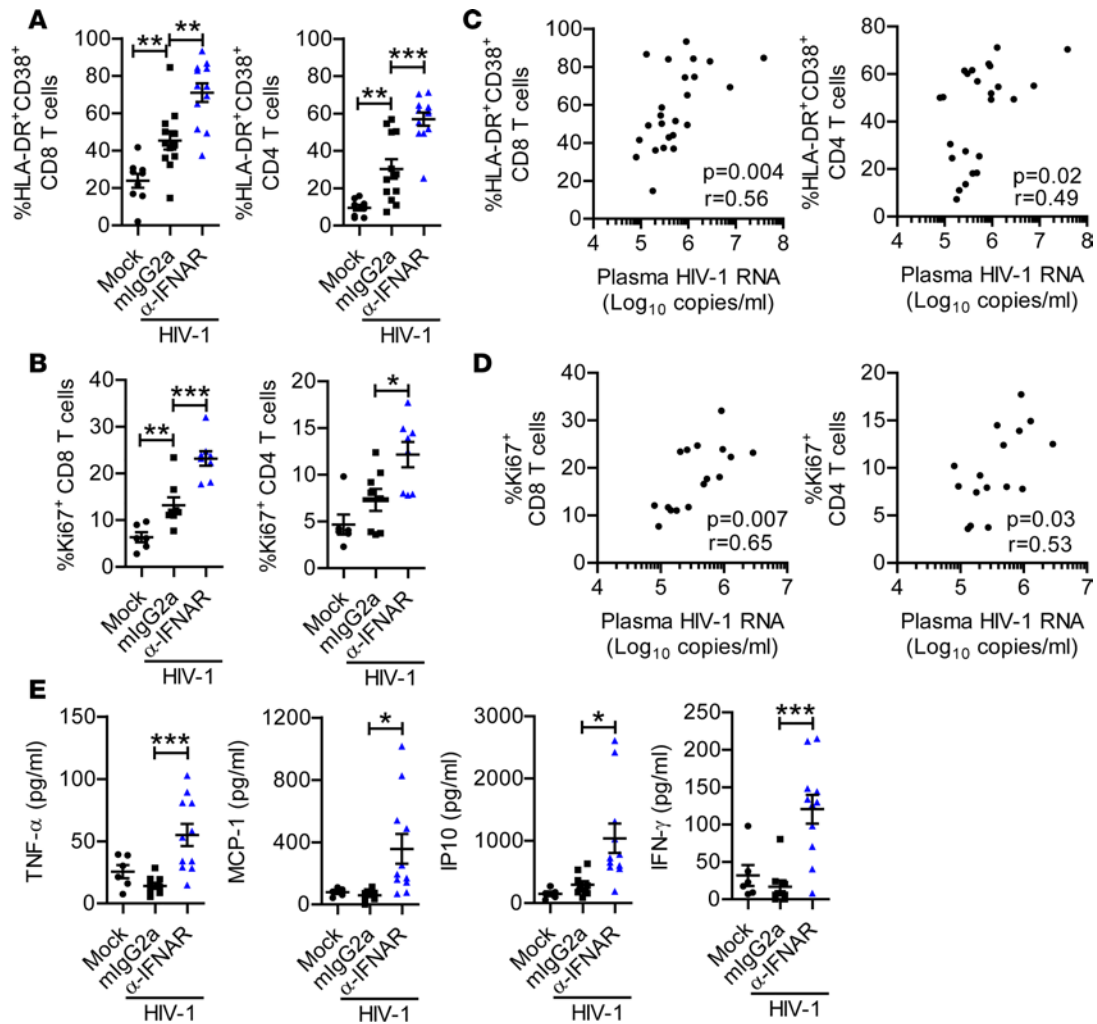 A
%HLA-DR+CD38+
CD8 T cells
100
80
60
40
20
0
** **
Mock
mIgG2a
α-IFNAR
HIV-1
%HLA-DR+CD38+
CD4 T cells
100
80
60
40
20
0
** ***
Mock
mIgG2a
α-IFNAR
HIV-1
C
%HLA-DR+CD38+
CD8 T cells
100
80
60
40
20
0
p=0.004
r=0.56
4 5 6 7 8
Plasma HIV-1 RNA
(Log10 copies/ml)
%HLA-DR+CD38+
CD4 T cells
80
60
40
20
0
p=0.02
r=0.49
4 5 6 7 8
Plasma HIV-1 RNA
(Log10 copies/ml)
B
%Ki67+ CD8 T cells
40
30
20
10
0
** ***
Mock
mIgG2a
α-IFNAR
HIV-1
%Ki67+ CD4 T cells
20
15
10
5
0
*
Mock
mIgG2a
α-IFNAR
HIV-1
D
%Ki67+
CD8 T cells
40
30
20
10
0
p=0.007
r=0.65
4 5 6 7
Plasma HIV-1 RNA
(Log10 copies/ml)
%Ki67+
CD4 T cells
20
15
10
5
0
p=0.03
r=0.53
4 5 6 7
Plasma HIV-1 RNA
(Log10 copies/ml)
E
TNF-α (pg/ml)
150
100
50
0
***
Mock
mIgG2a
α-IFNAR
HIV-1
MCP-1 (pg/ml)
1200
800
400
0
*
Mock
mIgG2a
α-IFNAR
HIV-1
IP10 (pg/ml)
3000
2000
1000
0
*
Mock
mIgG2a
α-IFNAR
HIV-1
IFN-γ (pg/ml)
250
200
150
100
50
0
***
Mock
mIgG2a
α-IFNAR
HIV-1